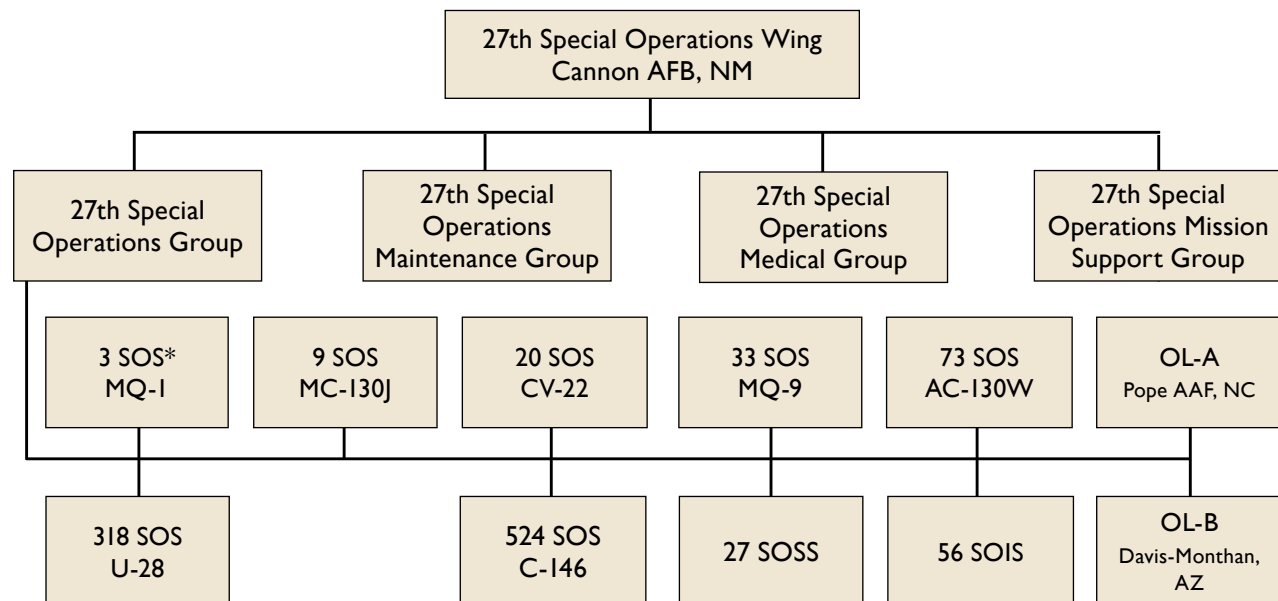 27th Special Operations Wing
Cannon AFB, NM
27th Special
Operations Group
27th Special
Operations
Maintenance Group
27th Special
Operations
Medical Group
27th Special
Operations Mission
Support Group
3 SOS*
MQ-1
9 SOS
MC-130J
20 SOS
CV-22
33 SOS
MQ-9
73 SOS
AC-130W
OL-A
Pope AAF, NC
318 SOS
U-28
524 SOS
C-146
27 SOSS
56 SOIS
OL-B
Davis-Monthan,
AZ